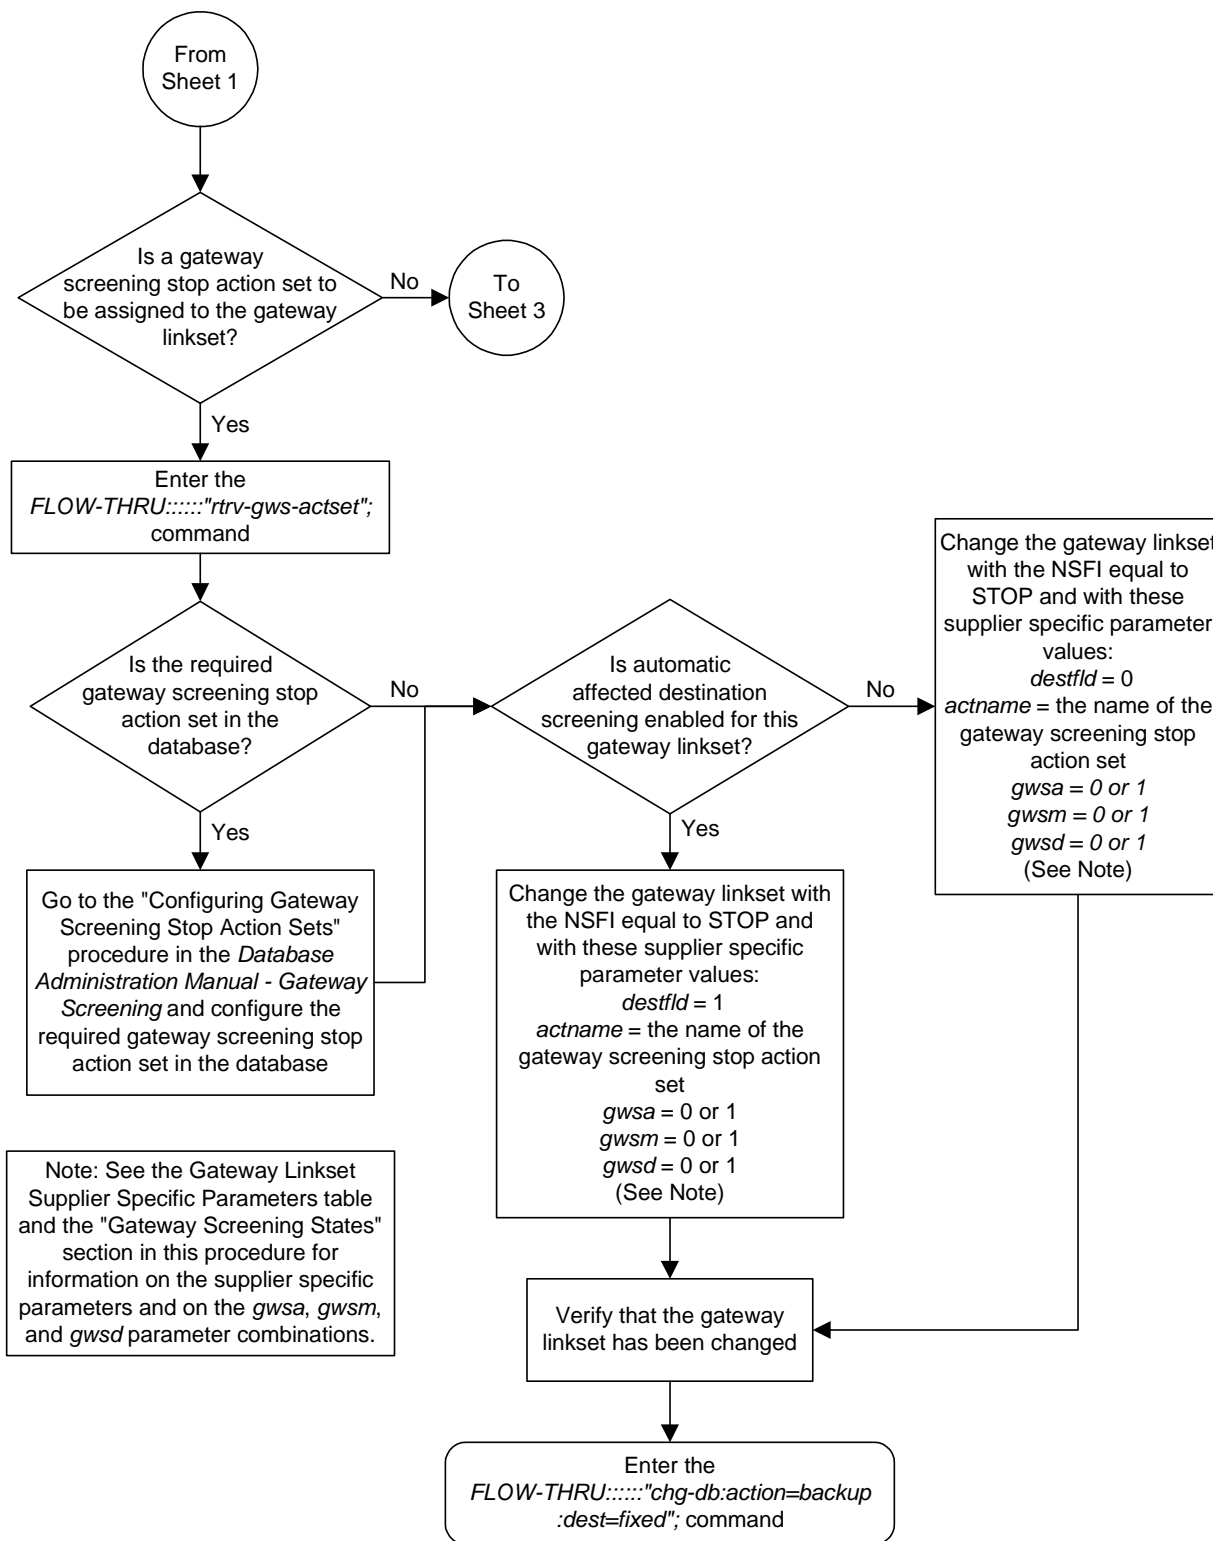 From
Sheet 1
Is a gateway
screening stop action set to
be assigned to the gateway
linkset?
No
To
Sheet 3
Yes
Enter the
FLOW-THRU::::::"rtrv-gws-actset";
command
Is the required
gateway screening stop
action set in the
database?
No
Yes
Go to the "Configuring Gateway
Screening Stop Action Sets"
procedure in the Database
Administration Manual - Gateway
Screening and configure the
required gateway screening stop
action set in the database
Is automatic
affected destination
screening enabled for this
gateway linkset?
No
Yes
Change the gateway linkset
with the NSFI equal to
STOP and with these
supplier specific parameter
values:
destfld = 0
actname = the name of the
gateway screening stop
action set
gwsa = 0 or 1
gwsm = 0 or 1
gwsd = 0 or 1
(See Note)
Change the gateway linkset with
the NSFI equal to STOP and
with these supplier specific
parameter values:
destfld = 1
actname = the name of the
gateway screening stop action
set
gwsa = 0 or 1
gwsm = 0 or 1
gwsd = 0 or 1
(See Note)
Note: See the Gateway Linkset
Supplier Specific Parameters table
and the "Gateway Screening States"
section in this procedure for
information on the supplier specific
parameters and on the gwsa, gwsm,
and gwsd parameter combinations.
Verify that the gateway
linkset has been changed
Enter the
FLOW-THRU::::::"chg-db:action=backup
:dest=fixed"; command